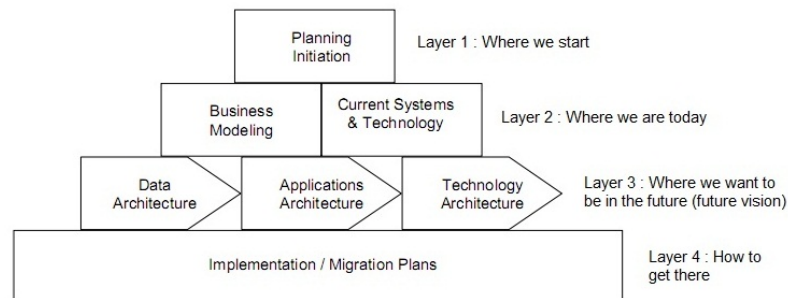 Planning
Initiation
Layer 1 : Where we start
Business
Modeling
Current Systems
& Technology
Layer 2 : Where we are today
Data
Architecture
Applications
Architecture
Technology
Architecture
Layer 3 : Where we want to
be in the future (future vision)
Implementation / Migration Plans
Layer 4 : How to
get there